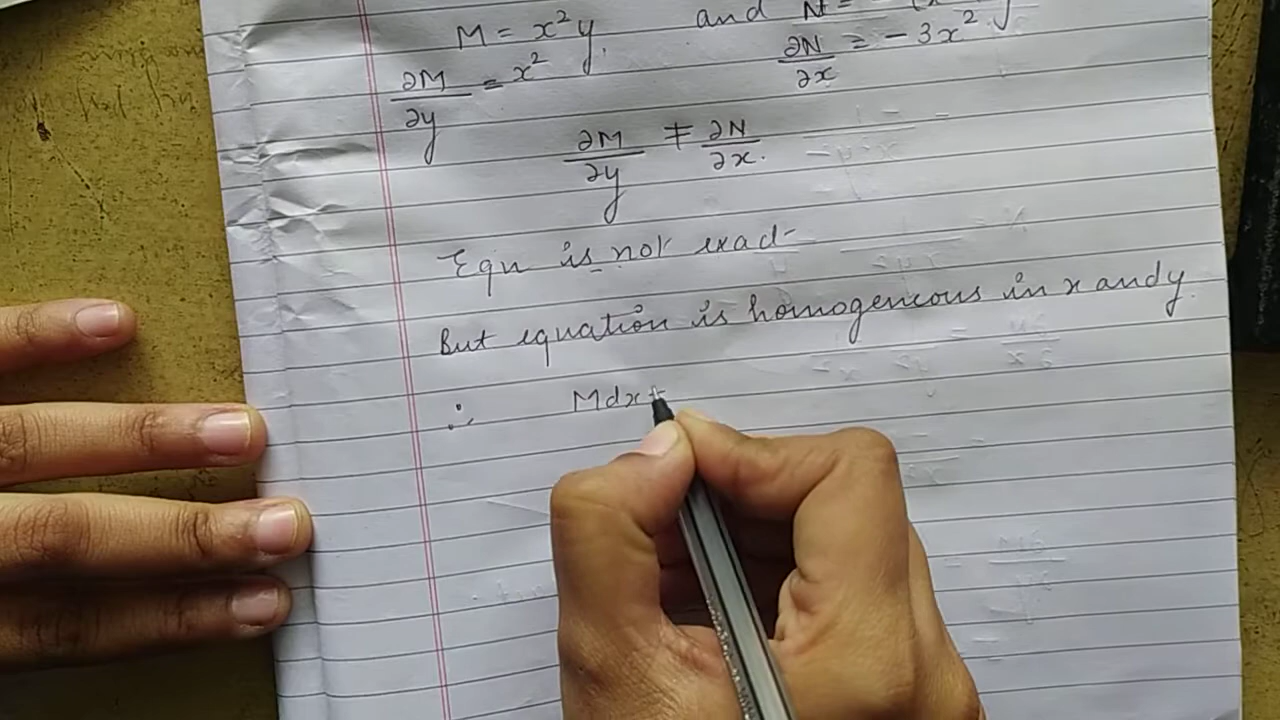 M = x²y. and N =
∂M/∂y = x² ∂N/∂x = - 3x²
∂M/∂y ≠ ∂N/∂x.
Eqn is not exact
But equation is homogeneous in x and y.
∴ Mdx +